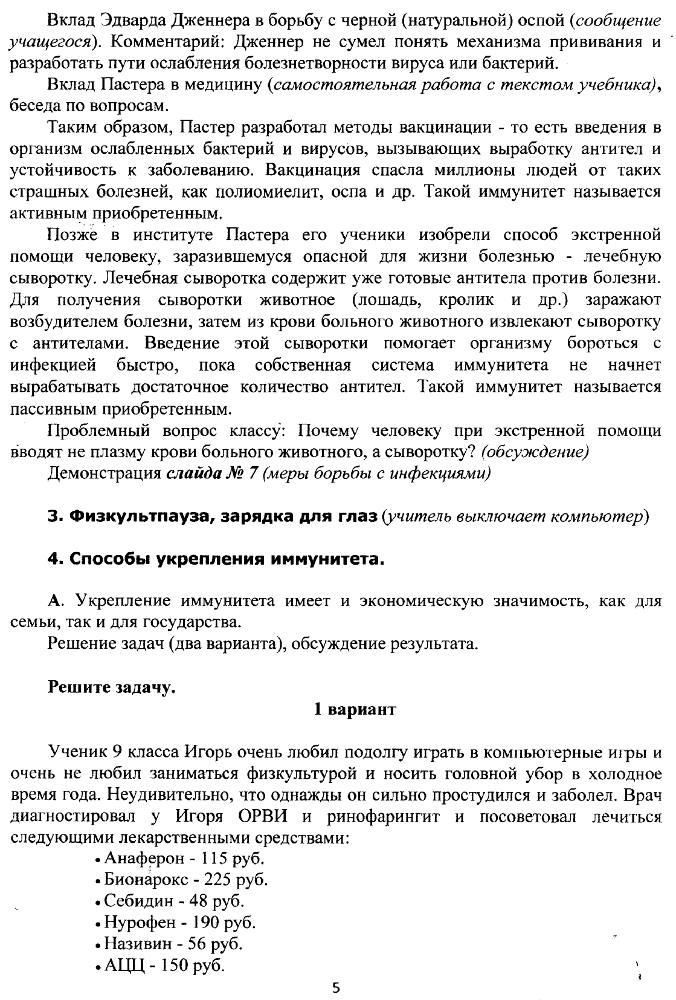 Вклад Эдварда Дженнера в борьбу с черной (натуральной) оспой (сообщение
учащегося). Комментарий: Дженнер не сумел понять механизма прививания и
разработать пути ослабления болезнетворности вируса или бактерий.
Вклад Пастера в медицину (самостоятельная работа с текстом учебника),
беседа по вопросам.
Таким образом, Пастер разработал методы вакцинации - то есть введения в
организм ослабленных бактерий и вирусов, вызывающих выработку антител и
устойчивость к заболеванию. Вакцинация спасла миллионы людей от таких
страшных болезней, как полиомиелит, оспа и др. Такой иммунитет называется
активным приобретенным.
Позже в институте Пастера его ученики изобрели способ экстренной
помощи человеку, заразившемуся опасной для жизни болезнью - лечебную
сыворотку. Лечебная сыворотка содержит уже готовые антитела против болезни.
Для получения сыворотки животное (лошадь, кролик и др.) заражают
возбудителем болезни, затем из крови больного животного извлекают сыворотку
с антителами. Введение этой сыворотки помогает организму бороться с
инфекцией быстро, пока собственная система иммунитета не начнет
вырабатывать достаточное количество антител. Такой иммунитет называется
пассивным приобретенным.
Проблемный вопрос классу: Почему человеку при экстренной помощи
вводят не плазму крови больного животного, а сыворотку? (обсуждение)
Демонстрация слайда № 7 (меры борьбы с инфекциями)
3. Физкультпауза, зарядка для глаз (учитель выключает компьютер)
4. Способы укрепления иммунитета.
А. Укрепление иммунитета имеет и экономическую значимость, как для
семьи, так и для государства.
Решение задач (два варианта), обсуждение результата.
Решите задачу.
1 вариант
Ученик 9 класса Игорь очень любил подолгу играть в компьютерные игры и
очень не любил заниматься физкультурой и носить головной убор в холодное
время года. Неудивительно, что однажды он сильно простудился и заболел. Врач
диагностировал у Игоря ОРВИ и ринофарингит и посоветовал лечиться
следующими лекарственными средствами:
• Анаферон - 115 руб.
• Биопарокс - 225 руб.
• Себидин - 48 руб.
• Нурофен - 190 руб.
• Називин - 56 руб.
• АЦЦ - 150 руб.
5